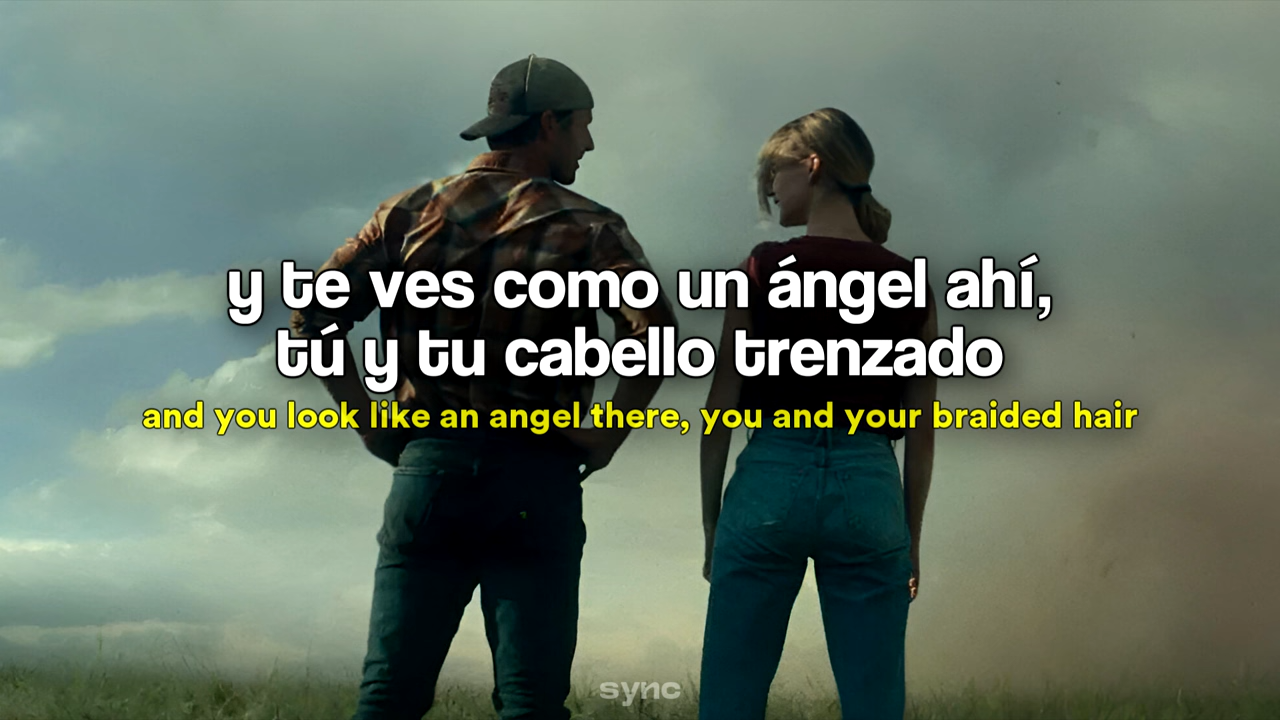 y te ves como un ángel ahí,
tú y tu cabello trenzado
and you look like an angel there, you and your braided hair
sync